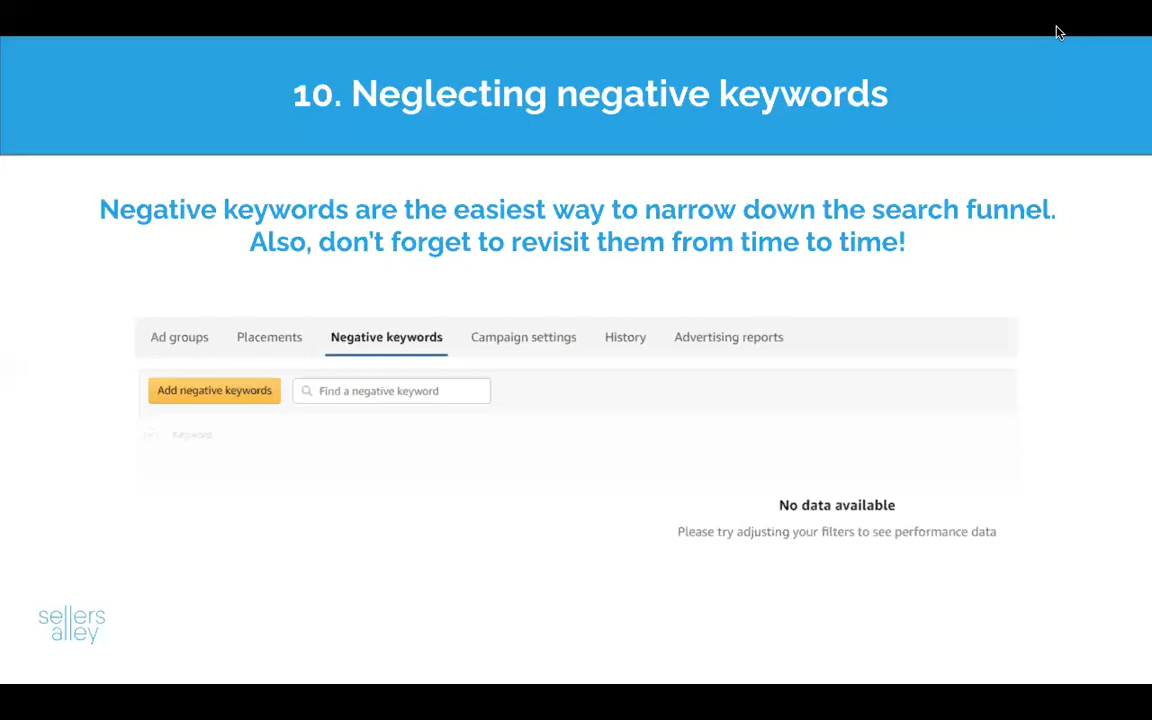 10. Neglecting negative keywords
Negative keywords are the easiest way to narrow down the search funnel.
Also, don't forget to revisit them from time to time!
Ad groups Placements Negative keywords Campaign settings History Advertising reports
Add negative keywords Find a negative keyword
Keyword
No data available
Please try adjusting your filters to see performance data
sellers
alley